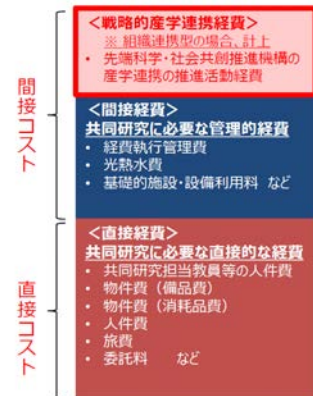 間接コスト
<戦略的産学連携経費>
※ 組織連携型の場合、計上
• 先端科学・社会共創推進機構の
産学連携の推進活動経費
<間接経費>
共同研究に必要な管理的経費
• 経費執行管理費
• 光熱水費
• 基礎的施設・設備利用料 など
直接コスト
<直接経費>
共同研究に必要な直接的な経費
• 共同研究担当教員等の人件費
• 物件費（備品費）
• 物件費（消耗品費）
• 人件費
• 旅費
• 委託料 など